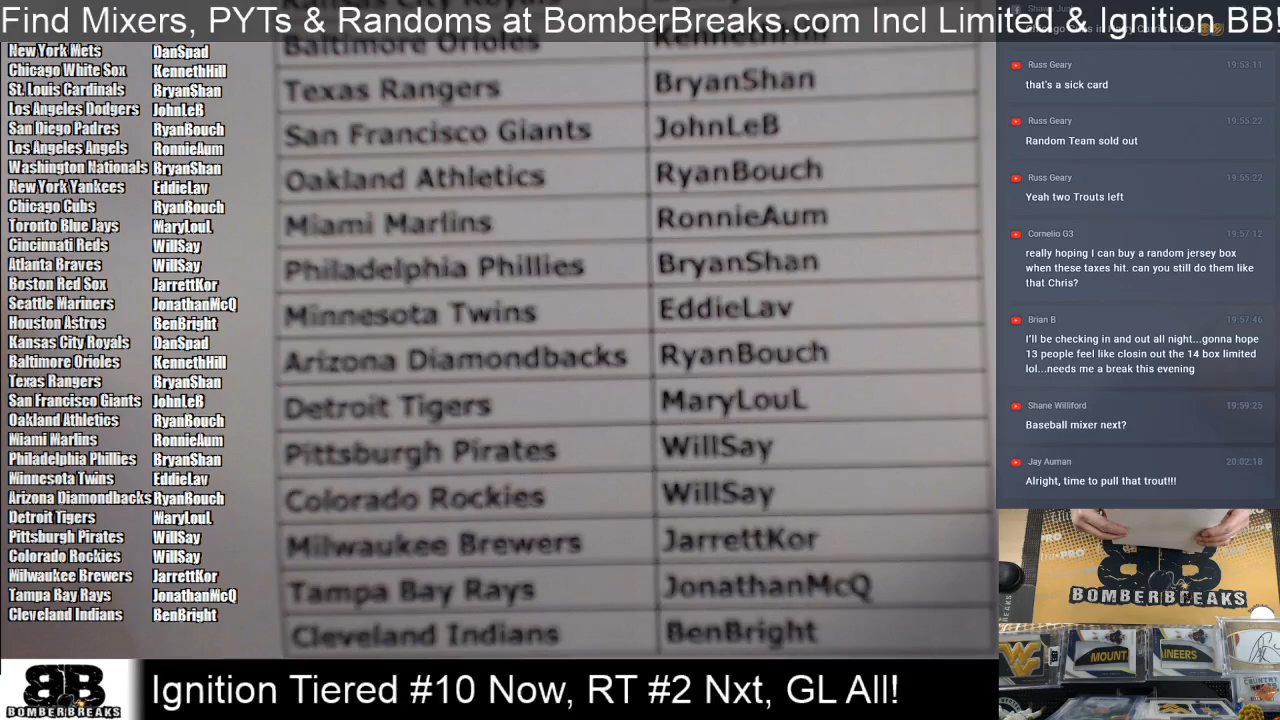 Find Mixers, PYTs & Randoms at BomberBreaks.com Incl Limited & Ignition BB!
New York Mets DanSpad
Chicago White Sox KennethHill
St. Louis Cardinals BryanShan
Los Angeles Dodgers JohnLeB
San Diego Padres RyanBouch
Los Angeles Angels RonnieAum
Washington Nationals BryanShan
New York Yankees EddieLav
Chicago Cubs RyanBouch
Toronto Blue Jays MaryLouL
Cincinnati Reds WillSay
Atlanta Braves WillSay
Boston Red Sox JarrettKor
Seattle Mariners JonathanMcQ
Houston Astros BenBright
Kansas City Royals DanSpad
Baltimore Orioles KennethHill
Texas Rangers BryanShan
San Francisco Giants JohnLeB
Oakland Athletics RyanBouch
Miami Marlins RonnieAum
Philadelphia Phillies BryanShan
Minnesota Twins EddieLav
Arizona Diamondbacks RyanBouch
Detroit Tigers MaryLouL
Pittsburgh Pirates WillSay
Colorado Rockies WillSay
Milwaukee Brewers JarrettKor
Tampa Bay Rays JonathanMcQ
Cleveland Indians BenBright
Baltimore Orioles KennethHill
Texas Rangers BryanShan
San Francisco Giants JohnLeB
Oakland Athletics RyanBouch
Miami Marlins RonnieAum
Philadelphia Phillies BryanShan
Minnesota Twins EddieLav
Arizona Diamondbacks RyanBouch
Detroit Tigers MaryLouL
Pittsburgh Pirates WillSay
Colorado Rockies WillSay
Milwaukee Brewers JarrettKor
Tampa Bay Rays JonathanMcQ
Cleveland Indians BenBright
Russ Geary 19:53:11
that's a sick card
Russ Geary 19:55:22
Random Team sold out
Russ Geary 19:55:22
Yeah two Trouts left
Cornelio G3 19:57:12
really hoping I can buy a random jersey box
when these taxes hit. can you still do them like
that Chris?
Brian B 19:57:46
I'll be checking in and out all night...gonna hope
13 people feel like closin out the 14 box limited
lol...needs me a break this evening
Shane Williford 19:59:25
Baseball mixer next?
Jay Auman 20:02:18
Alright, time to pull that trout!!!
BB
BOMBERBREAKS
MOUNT
AINEERS
BB
BOMBERBREAKS
Ignition Tiered #10 Now, RT #2 Nxt, GL All!